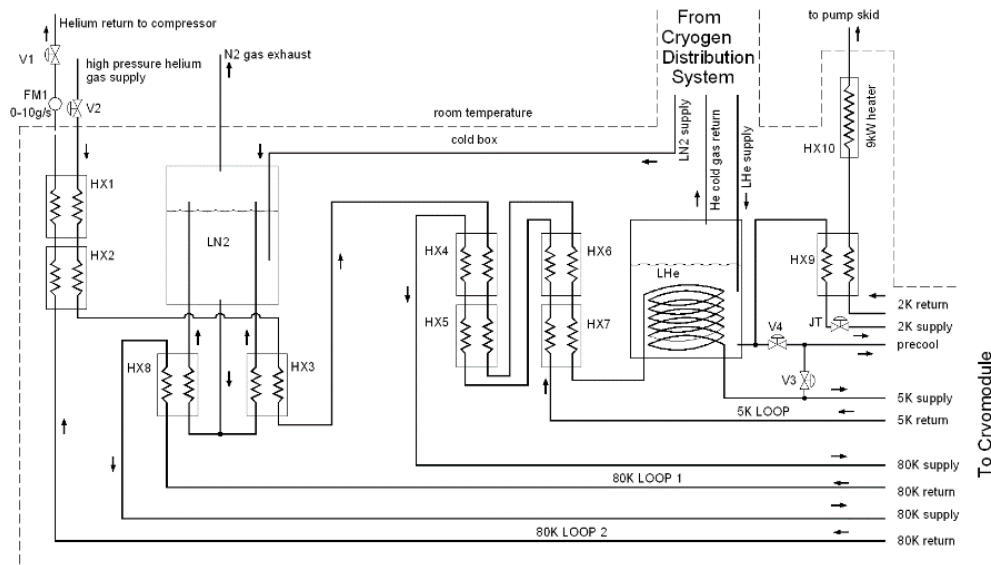 Helium return to compressor
V1
high pressure helium
gas supply
FM1
0-10g/s
V2
N2 gas exhaust
From
Cryogen
Distribution
System
to pump skid
room temperature
cold box
LN2 supply
He cold gas return
LHe supply
9kW heater
HX10
HX1
HX2
LN2
HX4
HX5
HX6
HX7
LHe
HX9
JT
2K return
2K supply
precool
V4
V3
HX8
HX3
5K supply
5K LOOP
5K return
80K supply
80K LOOP 1
80K return
80K supply
80K LOOP 2
80K return
To Cryomodule